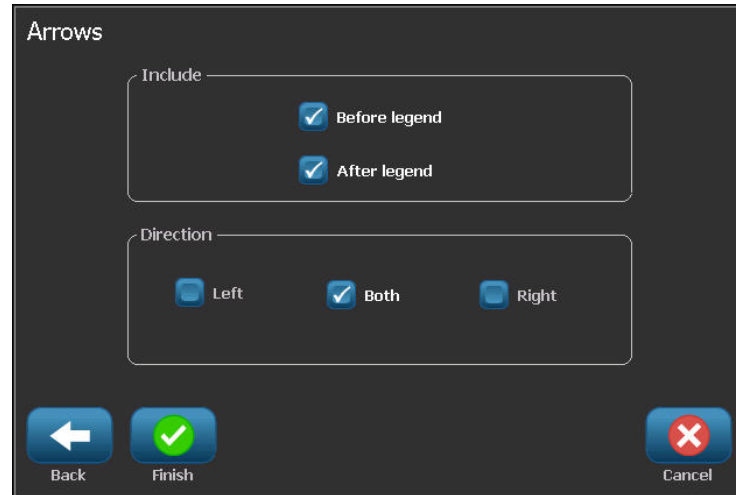 Arrows
Include
Before legend
After legend
Direction
Left Both Right
Back Finish Cancel